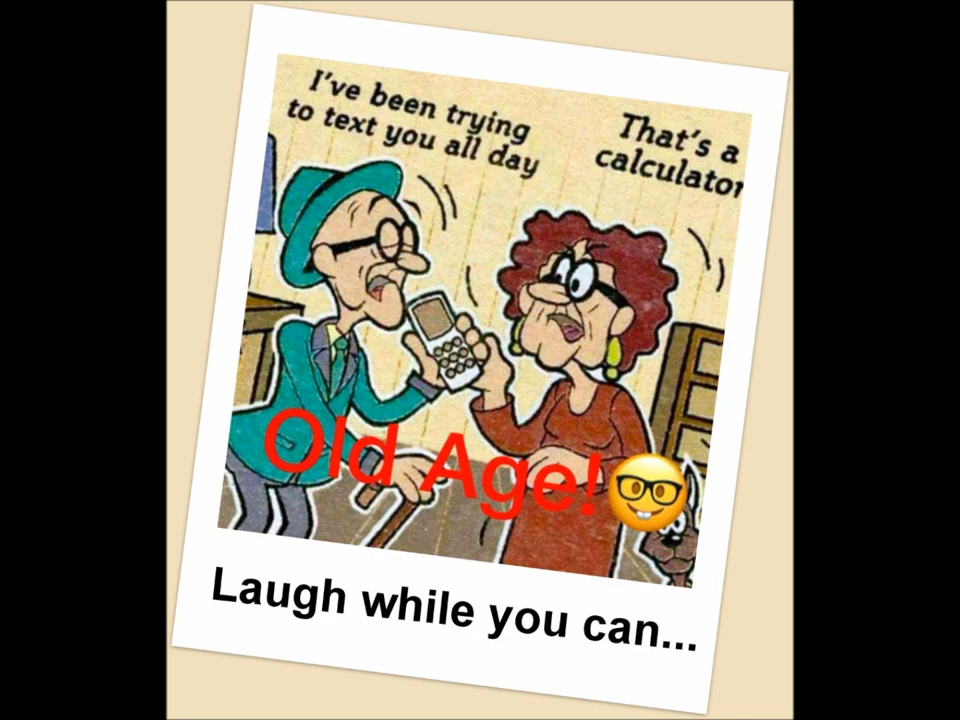 I've been trying
to text you all day
That's a
calculator
Old Age!🤓
Laugh while you can...